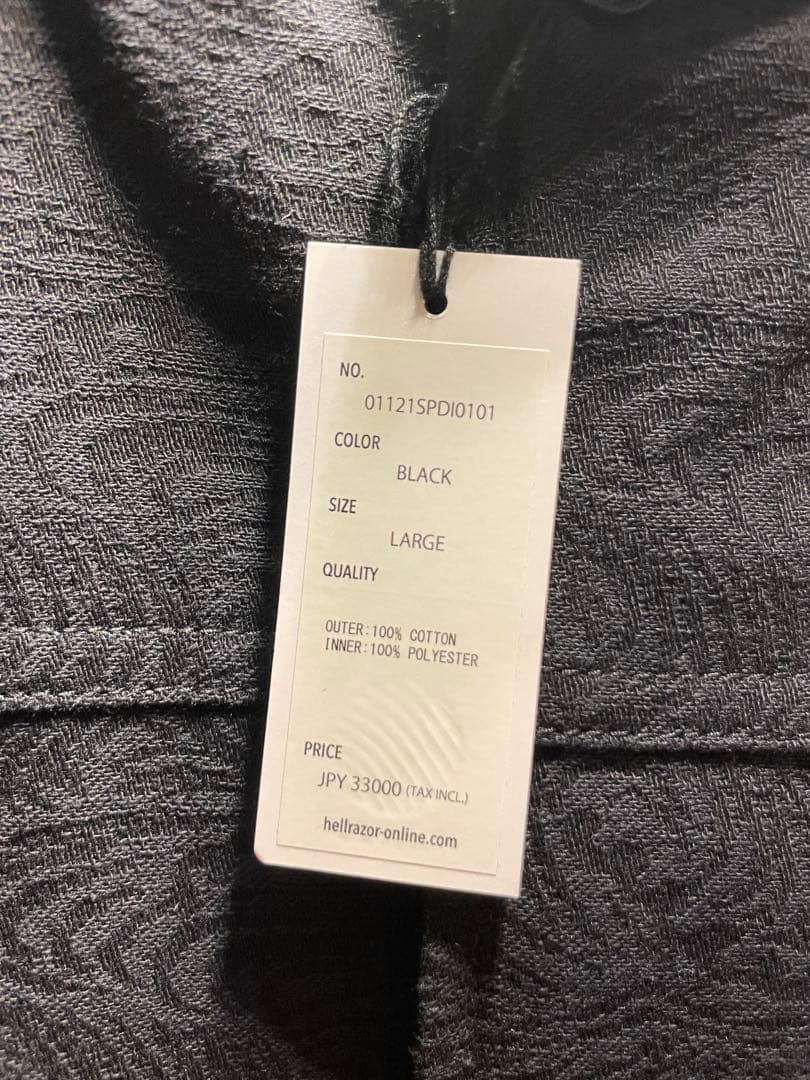 NO.
01121SPDI0101
COLOR
BLACK
SIZE
LARGE
QUALITY
OUTER:100% COTTON
INNER:100% POLYESTER
PRICE
JPY 33000 (TAX INCL.)
hellrazor-online.com